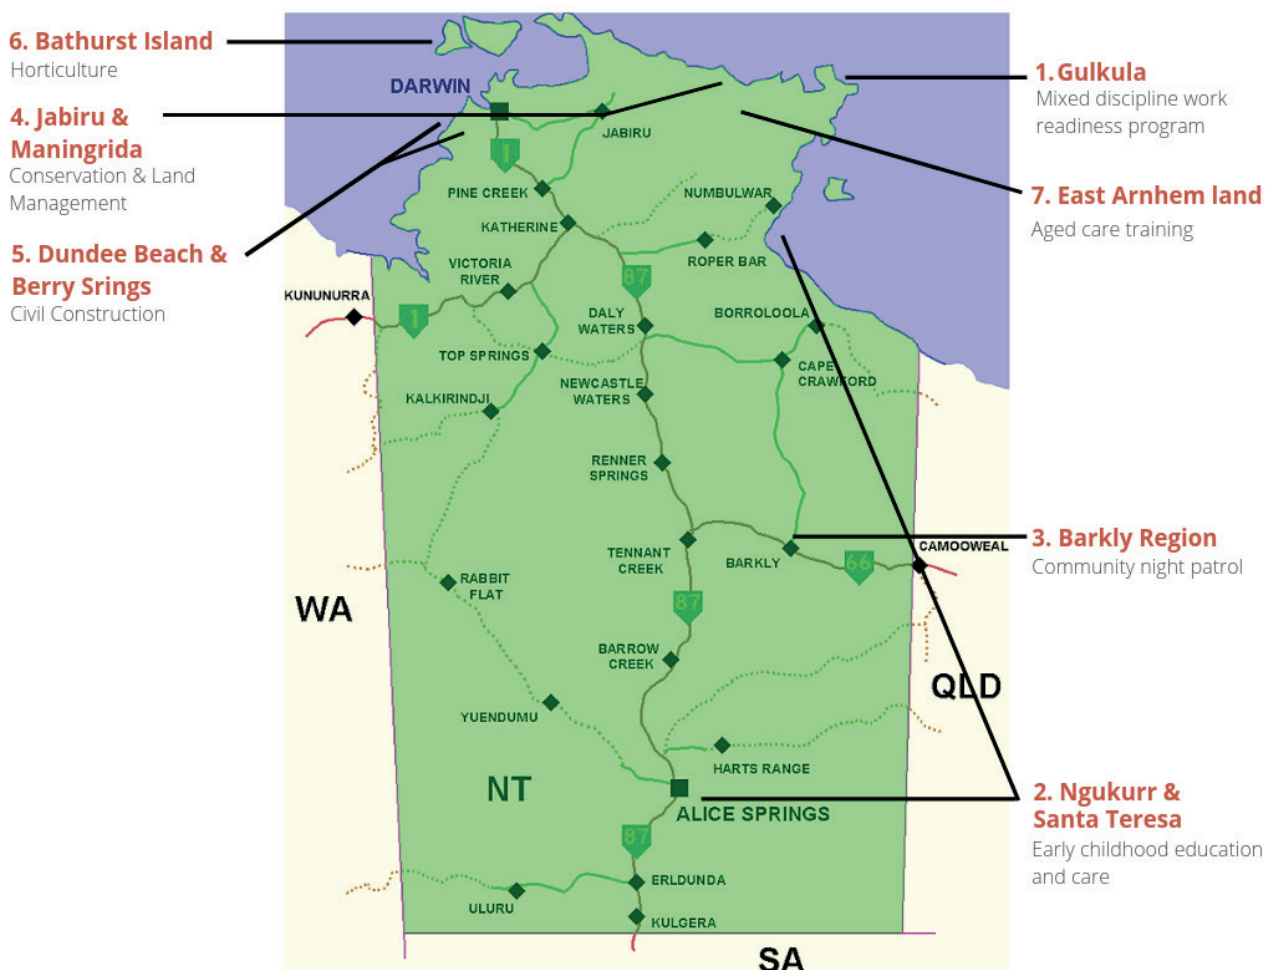 6. Bathurst Island
Horticulture
4. Jabiru &
Maningrida
Conservation & Land
Management
5. Dundee Beach &
Berry Srings
Civil Construction
DARWIN
JABIRU
1
PINE CREEK
NUMBULWAR
KATHERINE
ROPER BAR
VICTORIA
RIVER
87
KUNUNURRA
1
DALY
WATERS
BORROLOOLA
TOP SPRINGS
CAPE
CRAWFORD
NEWCASTLE
WATERS
KALKIRINDJI
RENNER
SPRINGS
TENNANT
CREEK
BARKLY
66
CAMOOWEAL
RABBIT
FLAT
87
WA
BARROW
CREEK
QLD
YUENDUMU
HARTS RANGE
NT
ALICE SPRINGS
87
ERLDUNDA
ULURU
KULGERA
SA
1. Gulkula
Mixed discipline work
readiness program
7. East Arnhem land
Aged care training
3. Barkly Region
Community night patrol
2. Ngukurr &
Santa Teresa
Early childhood education
and care